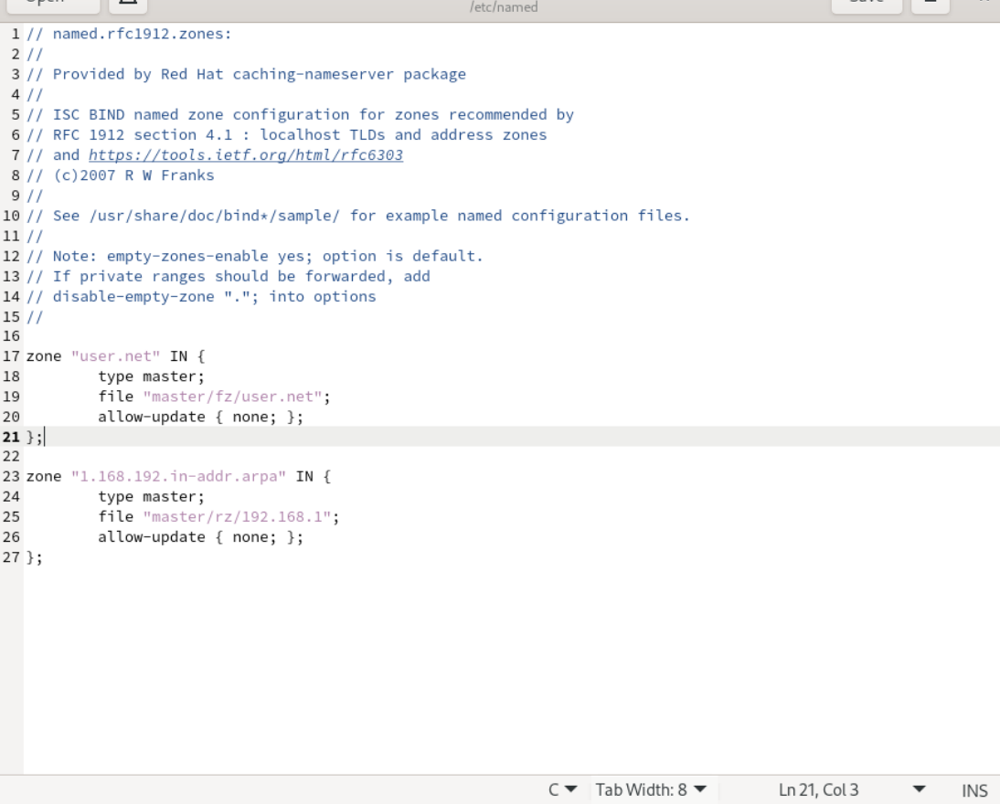 /etc/named
1 // named.rfc1912.zones:
2 //
3 // Provided by Red Hat caching-nameserver package
4 //
5 // ISC BIND named zone configuration for zones recommended by
6 // RFC 1912 section 4.1 : localhost TLDs and address zones
7 // and https://tools.ietf.org/html/rfc6303
8 // (c)2007 R W Franks
9 //
10 // See /usr/share/doc/bind*/sample/ for example named configuration files.
11 //
12 // Note: empty-zones-enable yes; option is default.
13 // If private ranges should be forwarded, add
14 // disable-empty-zone "."; into options
15 //
16
17 zone "user.net" IN {
18         type master;
19         file "master/fz/user.net";
20         allow-update { none; };
21 };
22
23 zone "1.168.192.in-addr.arpa" IN {
24         type master;
25         file "master/rz/192.168.1";
26         allow-update { none; };
27 };
C Tab Width: 8 Ln 21, Col 3 INS